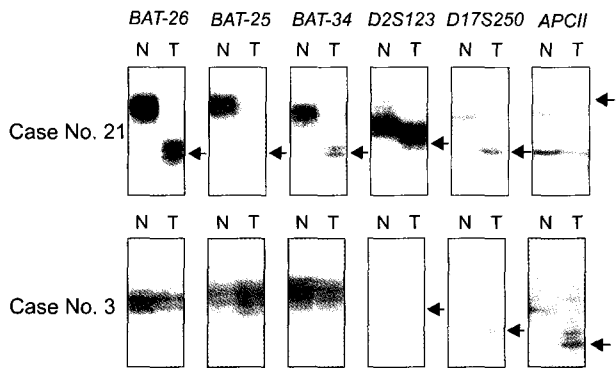 BAT-26 BAT-25 BAT-34 D2S123 D17S250 APCII
N T N T N T N T N T N T
Case No. 21
N T N T N T N T N T N T
Case No. 3